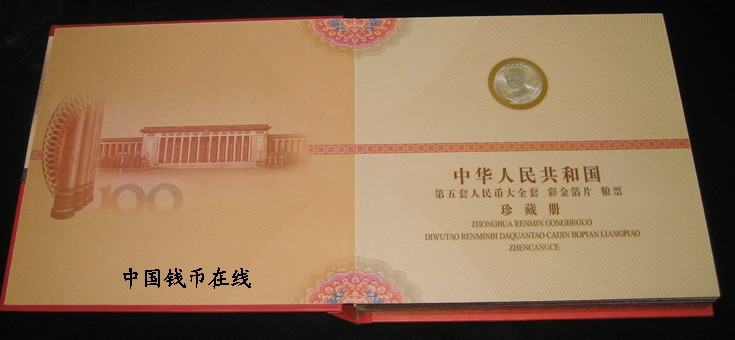 100
中国钱币在线
中华人民共和国
第五套人民币大全套 彩金箔片 粮票
珍藏册
ZHONGHUA RENMIN GONGHEGUO
DIWUTAO RENMINBI DAQUANTAO CAIJIN BOPIAN LIANGPIAO
ZHENCANGCE